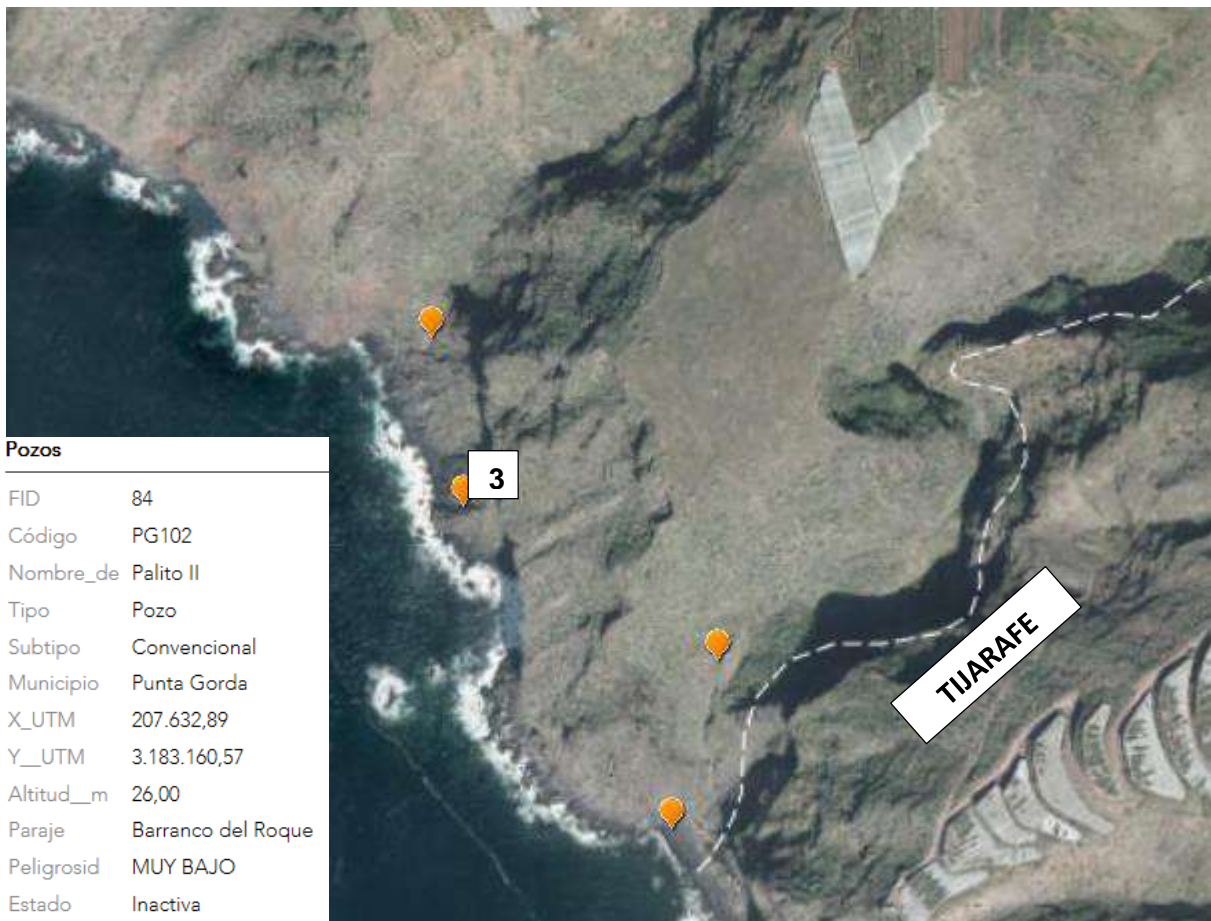 3
TIJARAFE
Pozos
FID 84
Código PG102
Nombre_de Palito II
Tipo Pozo
Subtipo Convencional
Municipio Punta Gorda
X_UTM 207.632,89
Y__UTM 3.183.160,57
Altitud__m 26,00
Paraje Barranco del Roque
Peligrosid MUY BAJO
Estado Inactiva